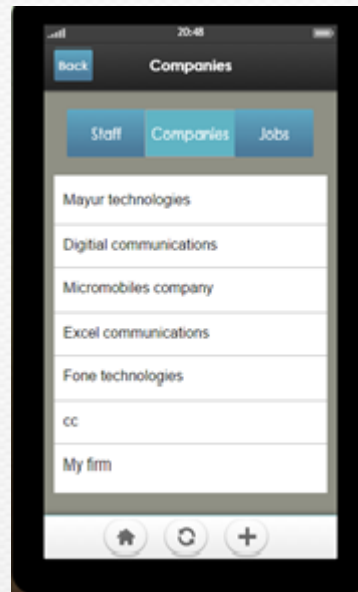 20:48
Back Companies
Staff Companies Jobs
Mayur technologies
Digitial communications
Micromobiles company
Excel communications
Fone technologies
cc
My firm